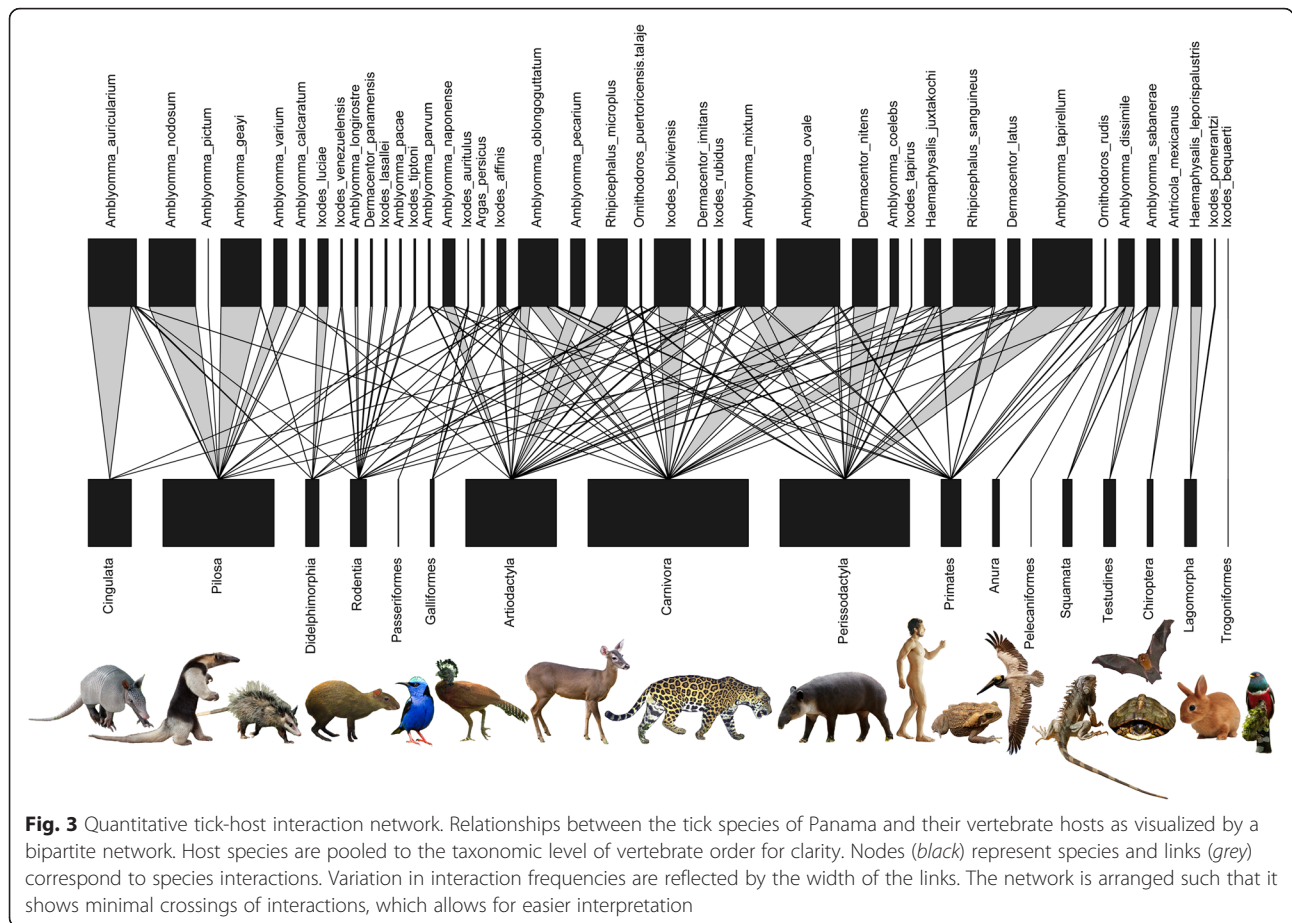 Amblyomma_auricularium
Amblyomma_nodosum
Amblyomma_pictum
Amblyomma_geayi
Amblyomma_varium
Amblyomma_calcaratum
Ixodes_luciae
Ixodes_venezuelensis
Amblyomma_longirostre
Dermacentor_panamensis
Ixodes_lasallei
Amblyomma_pacae
Ixodes_tiptoni
Amblyomma_parvum
Amblyomma_naponense
Ixodes_auritulus
Argas_persicus
Ixodes_affinis
Amblyomma_oblongoguttatum
Amblyomma_pecarium
Rhipicephalus_microplus
Ornithodoros_puertoricensis.talaje
Ixodes_boliviensis
Dermacentor_imitans
Ixodes_rubidus
Amblyomma_mixtum
Amblyomma_ovale
Dermacentor_nitens
Amblyomma_coelebs
Ixodes_tapirus
Haemaphysalis_juxtakochi
Rhipicephalus_sanguineus
Dermacentor_latus
Amblyomma_tapirellum
Ornithodoros_rudis
Amblyomma_dissimile
Amblyomma_sabanerae
Antricola_mexicanus
Haemaphysalis_leporispalustris
Ixodes_pomerantzi
Ixodes_bequaerti
Cingulata
Pilosa
Didelphimorphia
Rodentia
Passeriformes
Galliformes
Artiodactyla
Carnivora
Perissodactyla
Primates
Anura
Pelecaniformes
Squamata
Testudines
Chiroptera
Lagomorpha
Trogoniformes
Fig. 3 Quantitative tick-host interaction network. Relationships between the tick species of Panama and their vertebrate hosts as visualized by a
bipartite network. Host species are pooled to the taxonomic level of vertebrate order for clarity. Nodes (black) represent species and links (grey)
correspond to species interactions. Variation in interaction frequencies are reflected by the width of the links. The network is arranged such that it
shows minimal crossings of interactions, which allows for easier interpretation